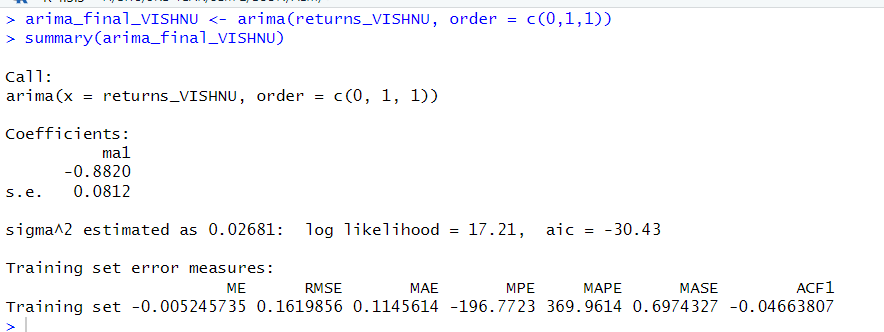 > arima_final_VISHNU <- arima(returns_VISHNU, order = c(0,1,1))
> summary(arima_final_VISHNU)
Call:
arima(x = returns_VISHNU, order = c(0, 1, 1))
Coefficients:
ma1
-0.8820
s.e. 0.0812
sigma^2 estimated as 0.02681: log likelihood = 17.21, aic = -30.43
Training set error measures:
ME RMSE MAE MPE MAPE MASE ACF1
Training set -0.005245735 0.1619856 0.1145614 -196.7723 369.9614 0.6974327 -0.04663807
>